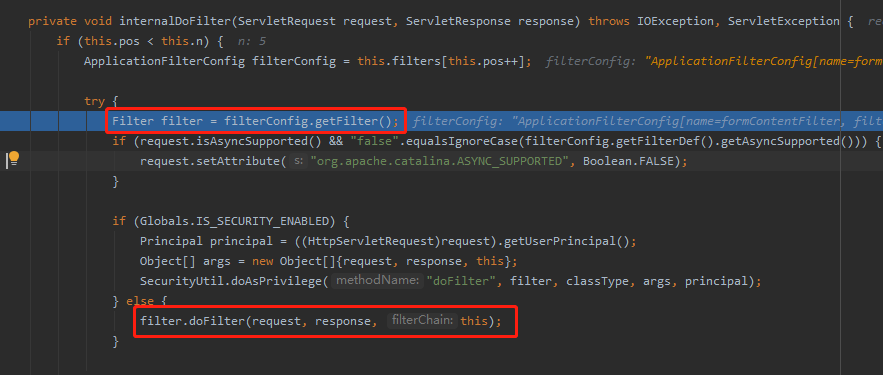 private void internalDoFilter(ServletRequest request, ServletResponse response) throws IOException, ServletException {
if (this.pos < this.n) { n: 5
ApplicationFilterConfig filterConfig = this.filters[this.pos++]; filterConfig: "ApplicationFilterConfig[name=form
try {
Filter filter = filterConfig.getFilter(); filterConfig: "ApplicationFilterConfig[name=formContentFilter, filt
if (request.isAsyncSupported() && "false".equalsIgnoreCase(filterConfig.getFilterDef().getAsyncSupported())) {
request.setAttribute( s: "org.apache.catalina.ASYNC_SUPPORTED", Boolean.FALSE);
}
if (Globals.IS_SECURITY_ENABLED) {
Principal principal = ((HttpServletRequest)request).getUserPrincipal();
Object[] args = new Object[]{request, response, this};
SecurityUtil.doAsPrivilege( methodName: "doFilter", filter, classType, args, principal);
} else {
filter.doFilter(request, response, filterChain: this);
}